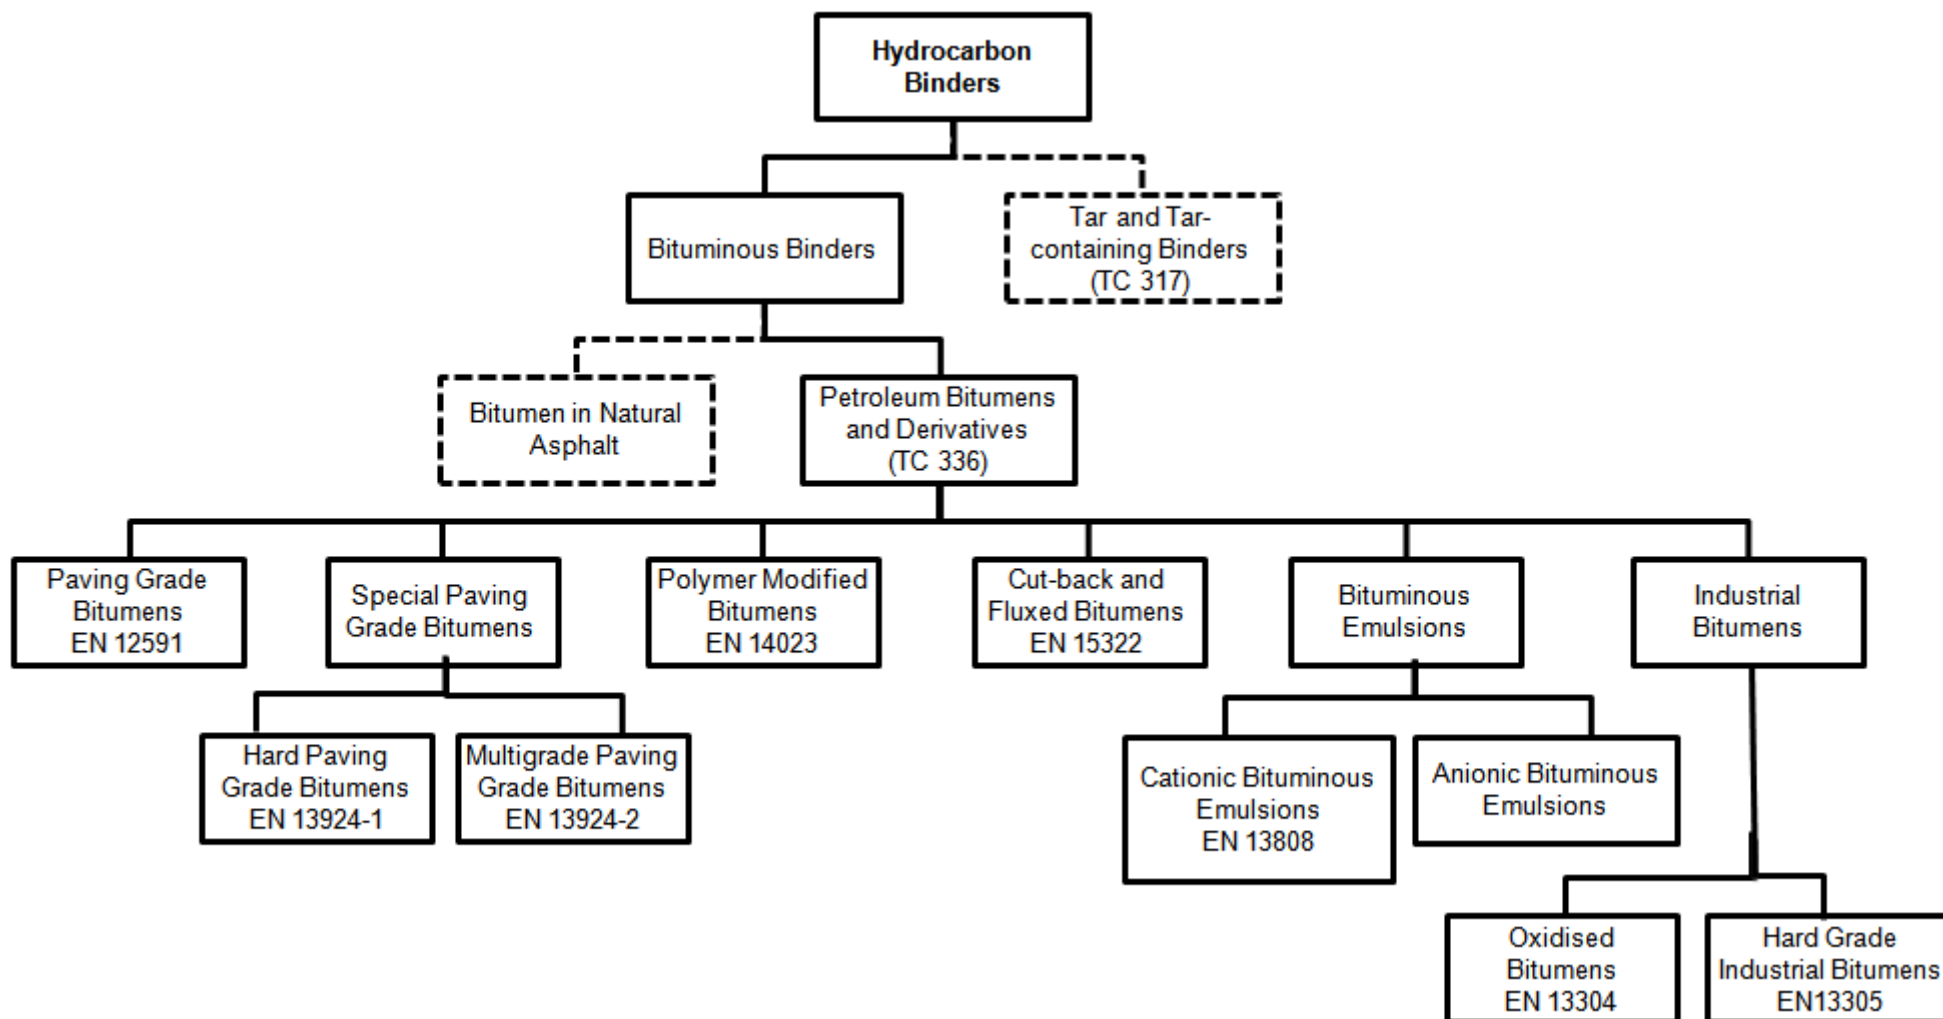 Hydrocarbon
Binders
Bituminous Binders
Tar and Tar-
containing Binders
(TC 317)
Bitumen in Natural
Asphalt
Petroleum Bitumens
and Derivatives
(TC 336)
Paving Grade
Bitumens
EN 12591
Special Paving
Grade Bitumens
Polymer Modified
Bitumens
EN 14023
Cut-back and
Fluxed Bitumens
EN 15322
Bituminous
Emulsions
Industrial
Bitumens
Hard Paving
Grade Bitumens
EN 13924-1
Multigrade Paving
Grade Bitumens
EN 13924-2
Cationic Bituminous
Emulsions
EN 13808
Anionic Bituminous
Emulsions
Oxidised
Bitumens
EN 13304
Hard Grade
Industrial Bitumens
EN13305